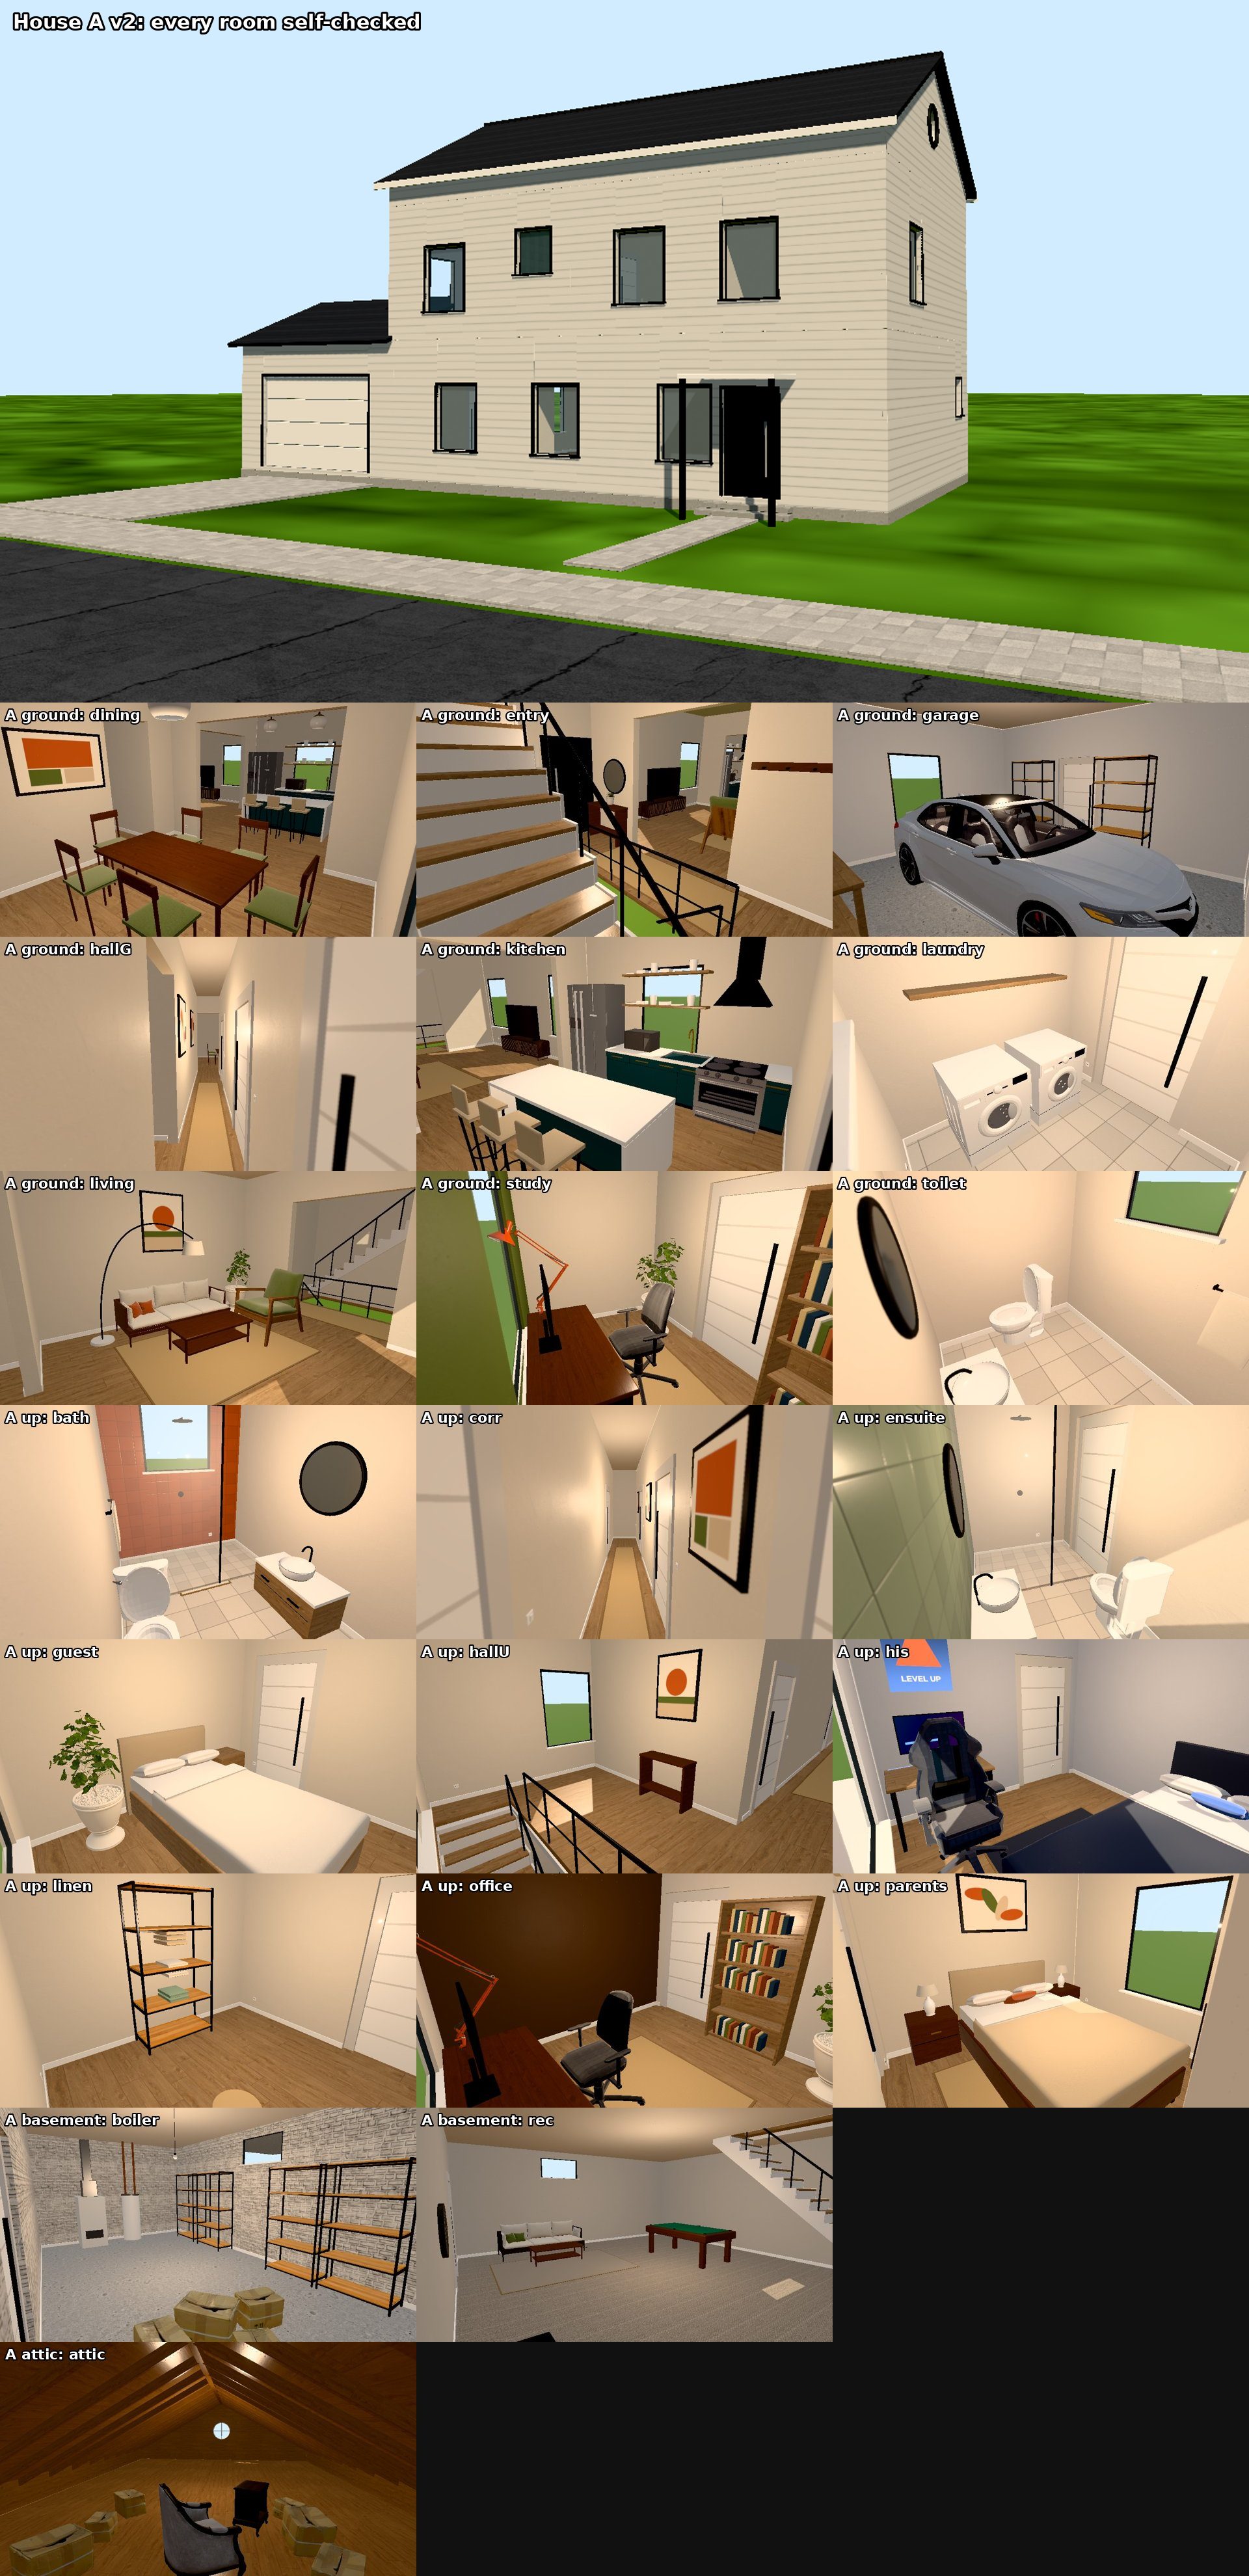 House A v2: every room self-checked
A ground: dining
A ground: entry
A ground: garage
A ground: hallG
A ground: kitchen
A ground: laundry
A ground: living
A ground: study
A ground: toilet
A up: bath
A up: corr
A up: ensuite
A up: guest
A up: hallU
A up: his
LEVEL UP
A up: linen
A up: office
A up: parents
A basement: boiler
A basement: rec
A attic: attic